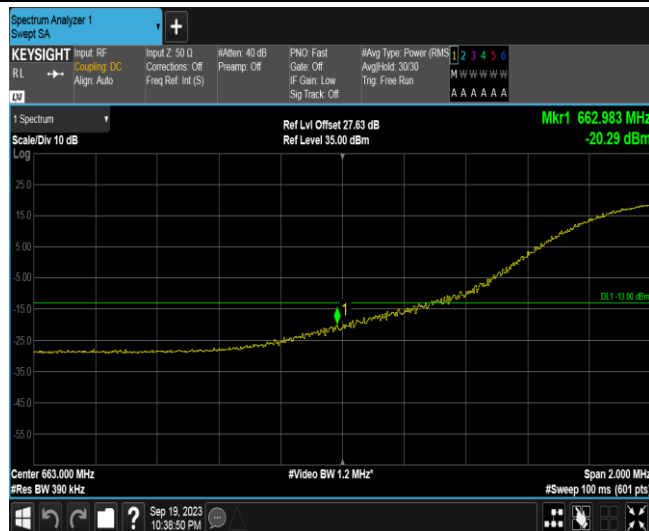 Spectrum Analyzer 1
Swept SA
KEYSIGHT
RL
LXI
Input: RF
Coupling: DC
Align: Auto
Input Z: 50 Ω
Corrections: Off
Freq Ref: Int (S)
#Atten: 40 dB
Preamp: Off
PNO: Fast
Gate: Off
IF Gain: Low
Sig Track: Off
#Avg Type: Power (RMS
Avg|Hold: 30/30
Trig: Free Run
1 2 3 4 5 6
M W W W W W
A A A A A A
1 Spectrum
Scale/Div 10 dB
Ref Lvl Offset 27.63 dB
Ref Level 35.00 dBm
Mkr1 662.983 MHz
-20.29 dBm
Log
25.0
15.0
5.00
-5.00
DL1 -13.00 dBm
-15.0
1
-25.0
-35.0
-45.0
-55.0
Center 663.000 MHz
#Video BW 1.2 MHz*
Span 2.000 MHz
#Res BW 390 kHz
#Sweep 100 ms (601 pts)
?
Sep 19, 2023
10:38:50 PM